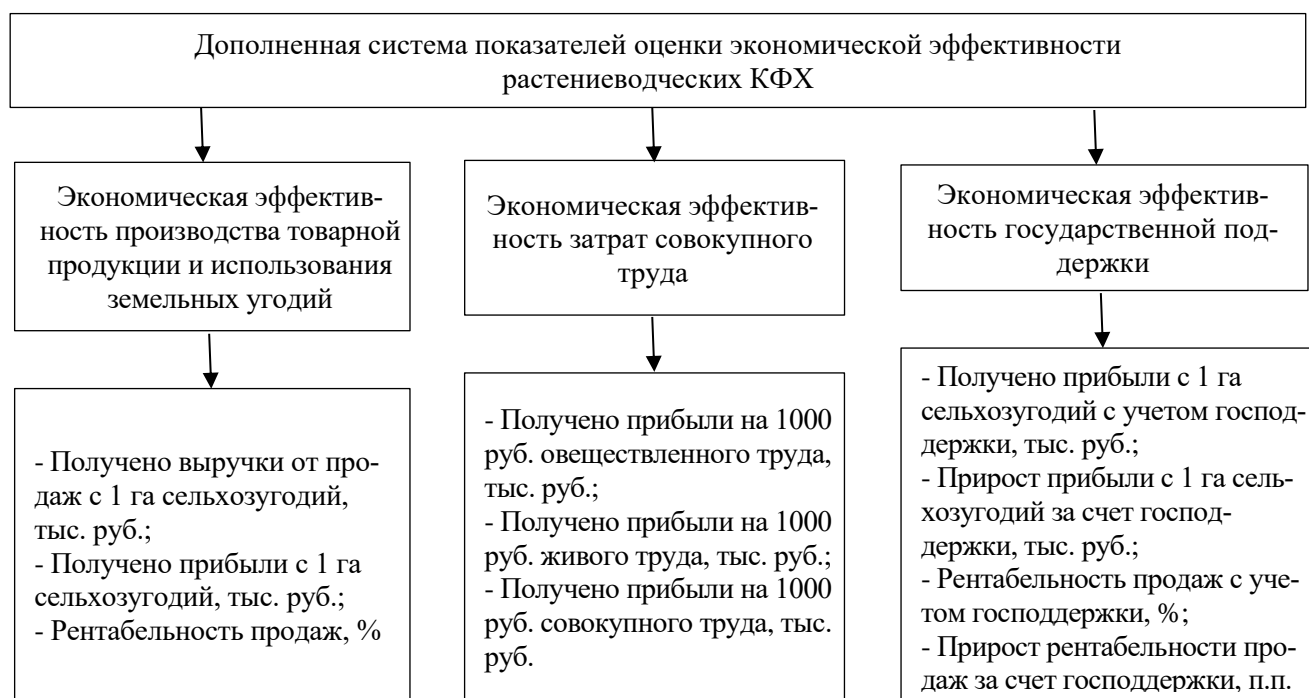 Дополненная система показателей оценки экономической эффективности
растениеводческих КФХ
Экономическая эффектив-
ность производства товарной
продукции и использования
земельных угодий
Экономическая эффектив-
ность затрат совокупного
труда
Экономическая эффектив-
ность государственной под-
держки
- Получено выручки от про-
даж с 1 га сельхозугодий,
тыс. руб.;
- Получено прибыли с 1 га
сельхозугодий, тыс. руб.;
- Рентабельность продаж, %
- Получено прибыли на 1000
руб. овеществленного труда,
тыс. руб.;
- Получено прибыли на 1000
руб. живого труда, тыс. руб.;
- Получено прибыли на 1000
руб. совокупного труда, тыс.
руб.
- Получено прибыли с 1 га
сельхозугодий с учетом каспод-
держки, тыс. руб.;
- Прирост прибыли с 1 га сель-
хозугодий за счет господ-
держки, тыс. руб.;
- Рентабельность продаж с уче-
том господдержки, %;
- Прирост рентабельности про-
даж за счет господдержки, п.п.